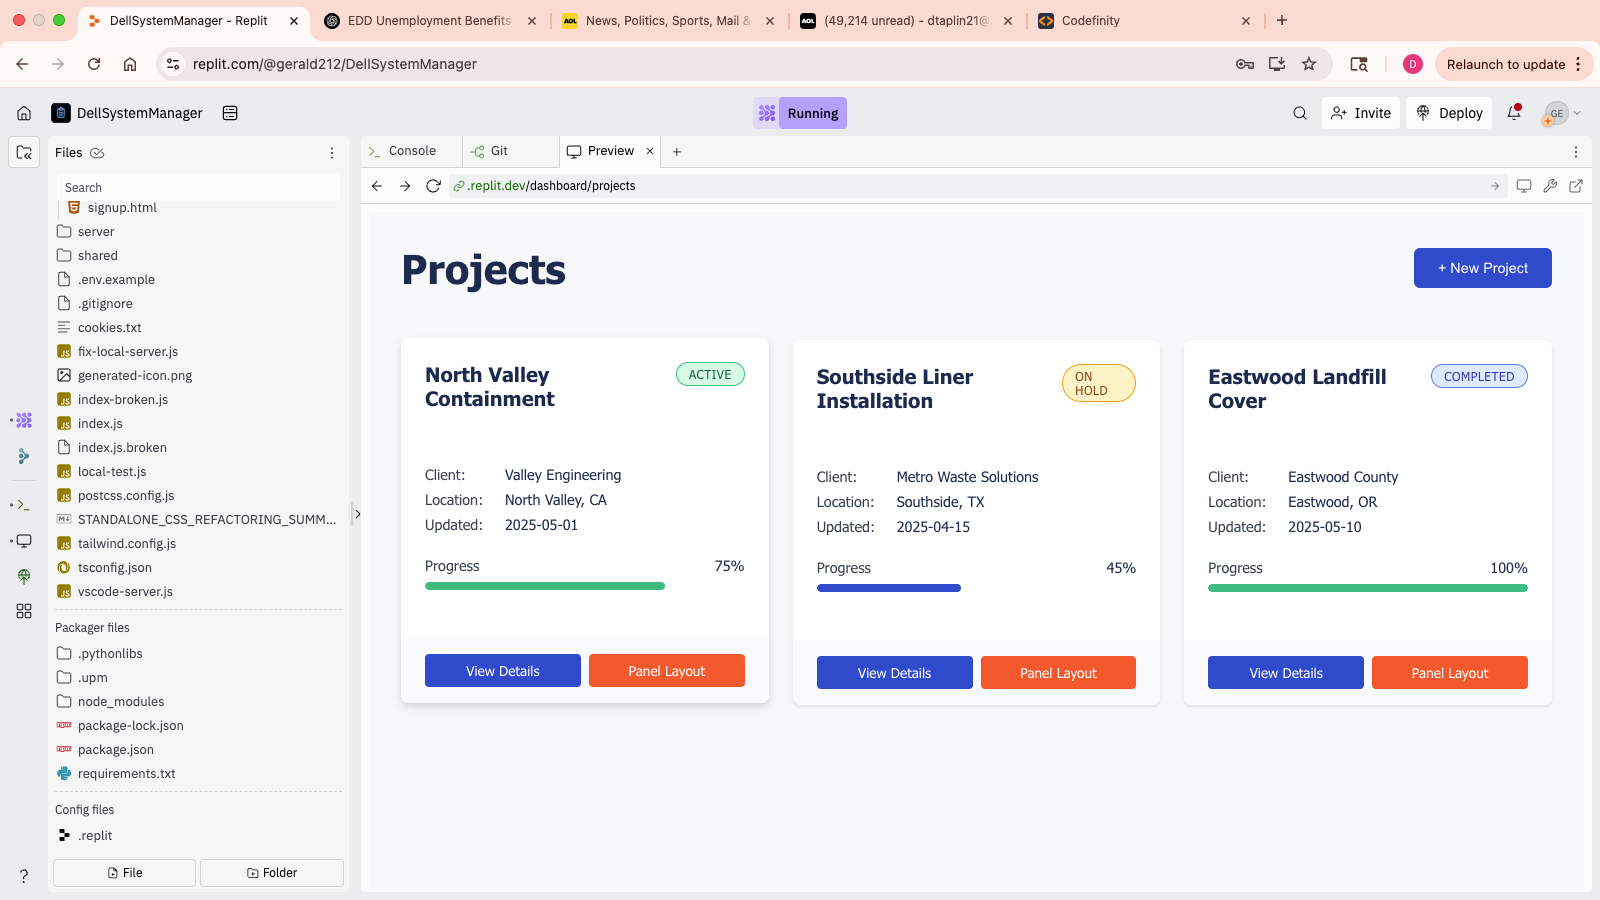 DellSystemManager - Replit
EDD Unemployment Benefits
News, Politics, Sports, Mail &
(49,214 unread) - dtaplin21@
Codefinity
replit.com/@gerald212/DellSystemManager
D
Relaunch to update
DellSystemManager
Running
Invite
Deploy
GE
Files
Console
Git
Preview
Search
.replit.dev/dashboard/projects
signup.html
server
shared
.env.example
.gitignore
cookies.txt
fix-local-server.js
generated-icon.png
index-broken.js
index.js
index.js.broken
local-test.js
postcss.config.js
STANDALONE_CSS_REFACTORING_SUMM...
tailwind.config.js
tsconfig.json
vscode-server.js
Packager files
.pythonlibs
.upm
node_modules
package-lock.json
package.json
requirements.txt
Config files
.replit
File
Folder
Projects
+ New Project
North Valley
Containment
ACTIVE
Client: Valley Engineering
Location: North Valley, CA
Updated: 2025-05-01
Progress 75%
View Details
Panel Layout
Southside Liner
Installation
ON
HOLD
Client: Metro Waste Solutions
Location: Southside, TX
Updated: 2025-04-15
Progress 45%
View Details
Panel Layout
Eastwood Landfill
Cover
COMPLETED
Client: Eastwood County
Location: Eastwood, OR
Updated: 2025-05-10
Progress 100%
View Details
Panel Layout